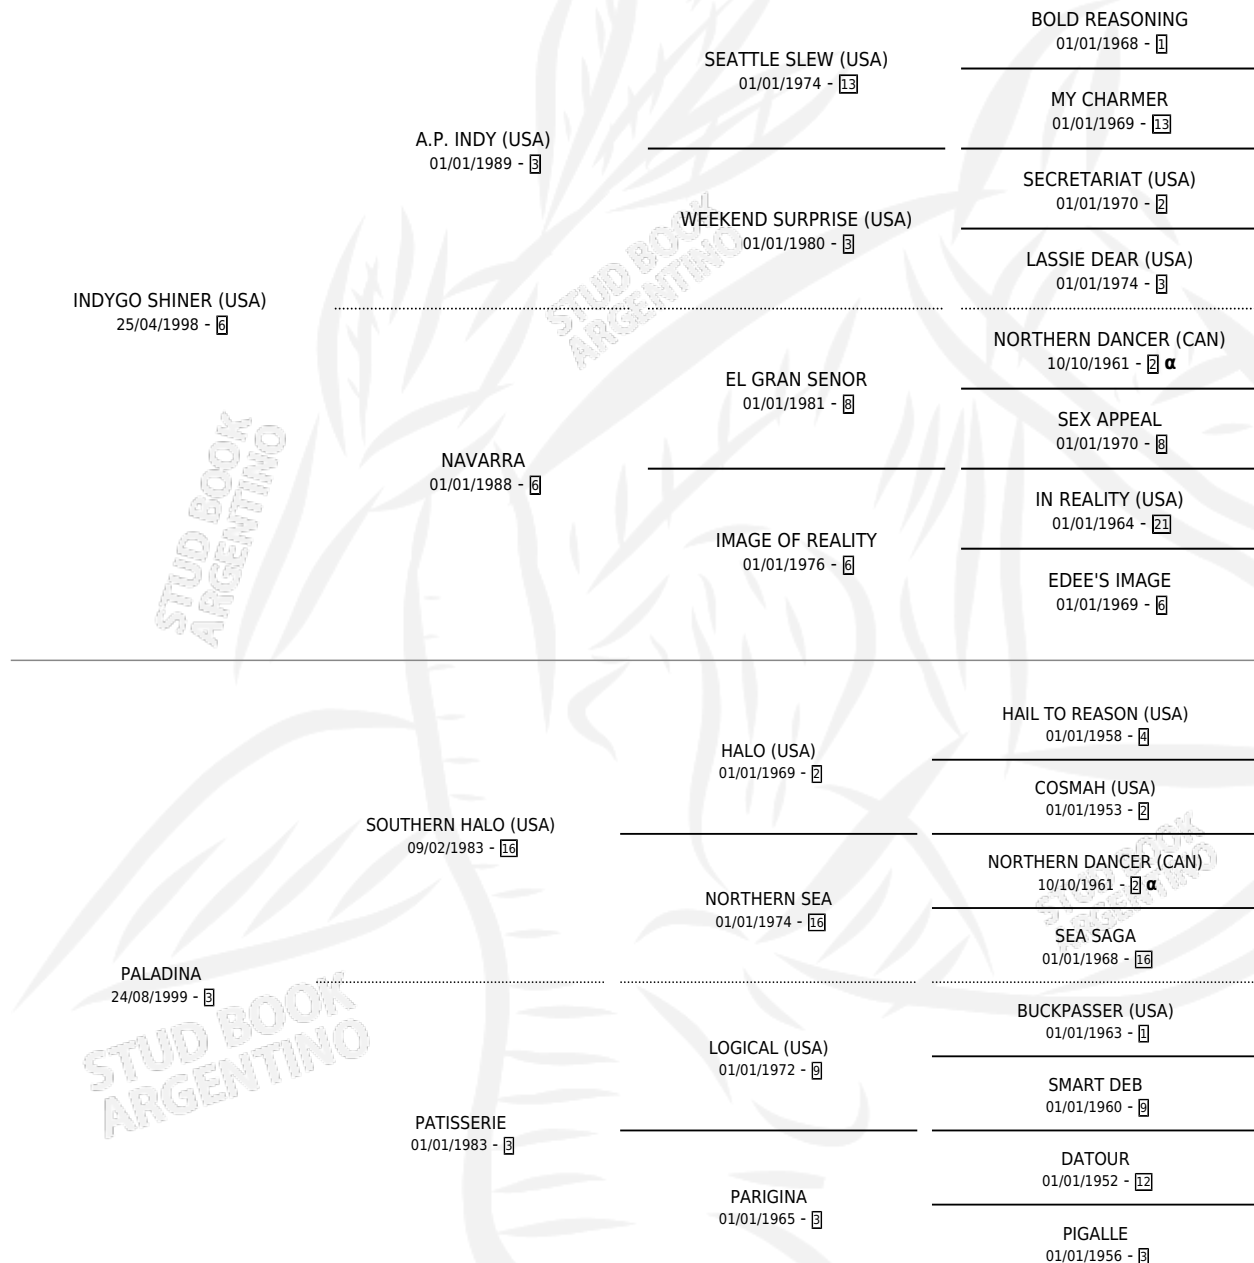 BOLD REASONING
01/01/1968 - 1
SEATTLE SLEW (USA)
01/01/1974 - 13
MY CHARMER
01/01/1969 - 13
A.P. INDY (USA)
01/01/1989 - 3
SECRETARIAT (USA)
01/01/1970 - 2
WEEKEND SURPRISE (USA)
01/01/1980 - 3
LASSIE DEAR (USA)
01/01/1974 - 3
INDYGO SHINER (USA)
25/04/1998 - 6
NORTHERN DANCER (CAN)
10/10/1961 - 2 α
EL GRAN SENOR
01/01/1981 - 8
SEX APPEAL
01/01/1970 - 8
NAVARRA
01/01/1988 - 6
IN REALITY (USA)
01/01/1964 - 21
IMAGE OF REALITY
01/01/1976 - 6
EDEE'S IMAGE
01/01/1969 - 6
STUD BOOK
ARGENTINO
STUD BOOK
ARGENTINO
HAIL TO REASON (USA)
01/01/1958 - 4
HALO (USA)
01/01/1969 - 2
COSMAH (USA)
01/01/1953 - 2
SOUTHERN HALO (USA)
09/02/1983 - 16
NORTHERN DANCER (CAN)
10/10/1961 - 2 α
NORTHERN SEA
01/01/1974 - 16
SEA SAGA
01/01/1968 - 16
PALADINA
24/08/1999 - 3
BUCKPASSER (USA)
01/01/1963 - 1
LOGICAL (USA)
01/01/1972 - 9
SMART DEB
01/01/1960 - 9
PATISSERIE
01/01/1983 - 3
DATOUR
01/01/1952 - 12
PARIGINA
01/01/1965 - 3
PIGALLE
01/01/1956 - 3
STUD BOOK
ARGENTINO
STUD BOOK
ARGENTINO